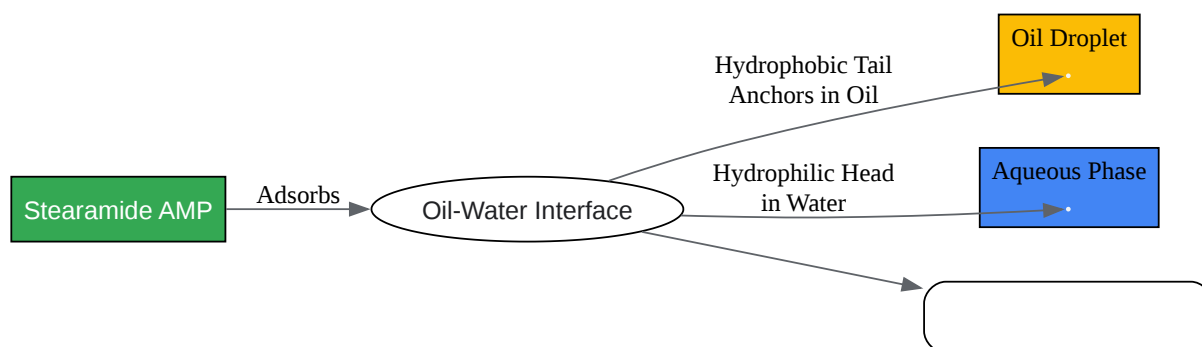 Stearamide AMP
Adsorbs
Oil-Water Interface
Hydrophobic Tail
Anchors in Oil
Oil Droplet
Hydrophilic Head
in Water
Aqueous Phase